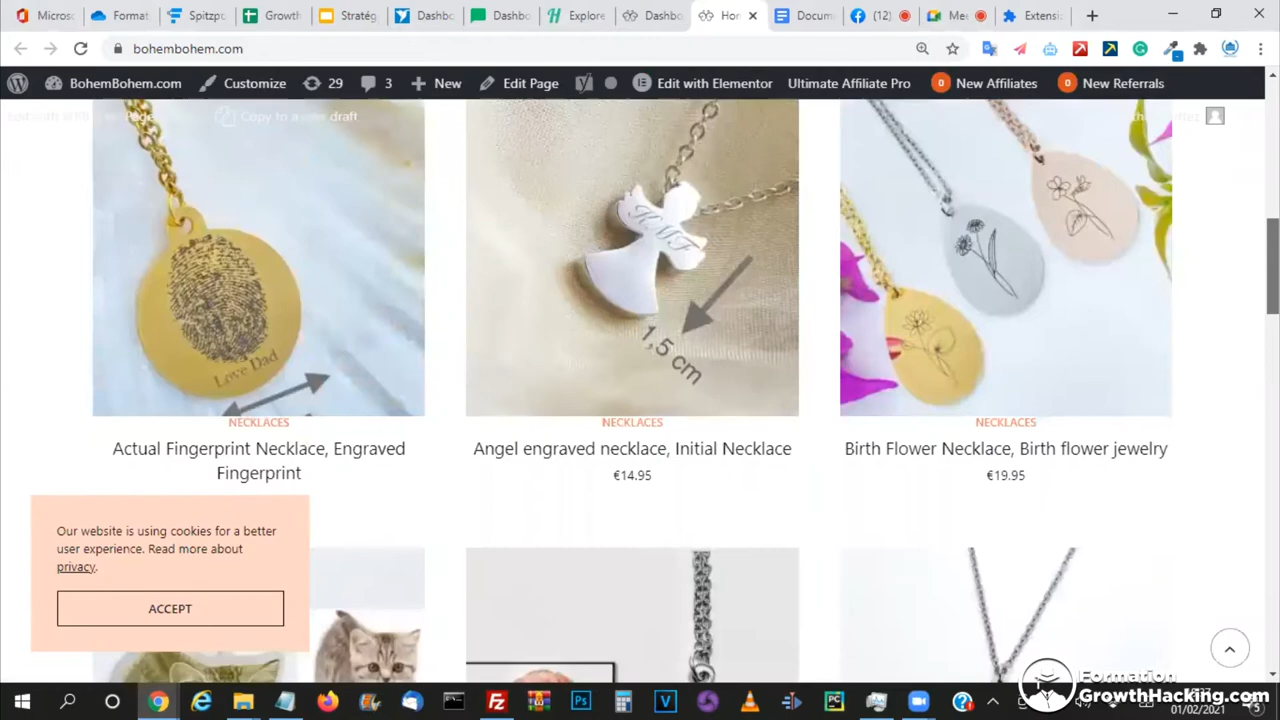 Microso
Format
Spitzpo
Growth
Stratég
Dashbo
Dashbo
Explore
Dashbo
Hom
Docum
(12)
Mee
Extensi
bohembohem.com
BohemBohem.com
Customize
29
3
New
Edit Page
Edit with Elementor
Ultimate Affiliate Pro
0
New Affiliates
0
New Referrals
Copy to a new draft
Love Dad
1,5 cm
NECKLACES
NECKLACES
NECKLACES
Actual Fingerprint Necklace, Engraved
Fingerprint
Angel engraved necklace, Initial Necklace
€14.95
Birth Flower Necklace, Birth flower jewelry
€19.95
Our website is using cookies for a better
user experience. Read more about
privacy.
ACCEPT
Formation
GrowthHacking.com
01/02/2021